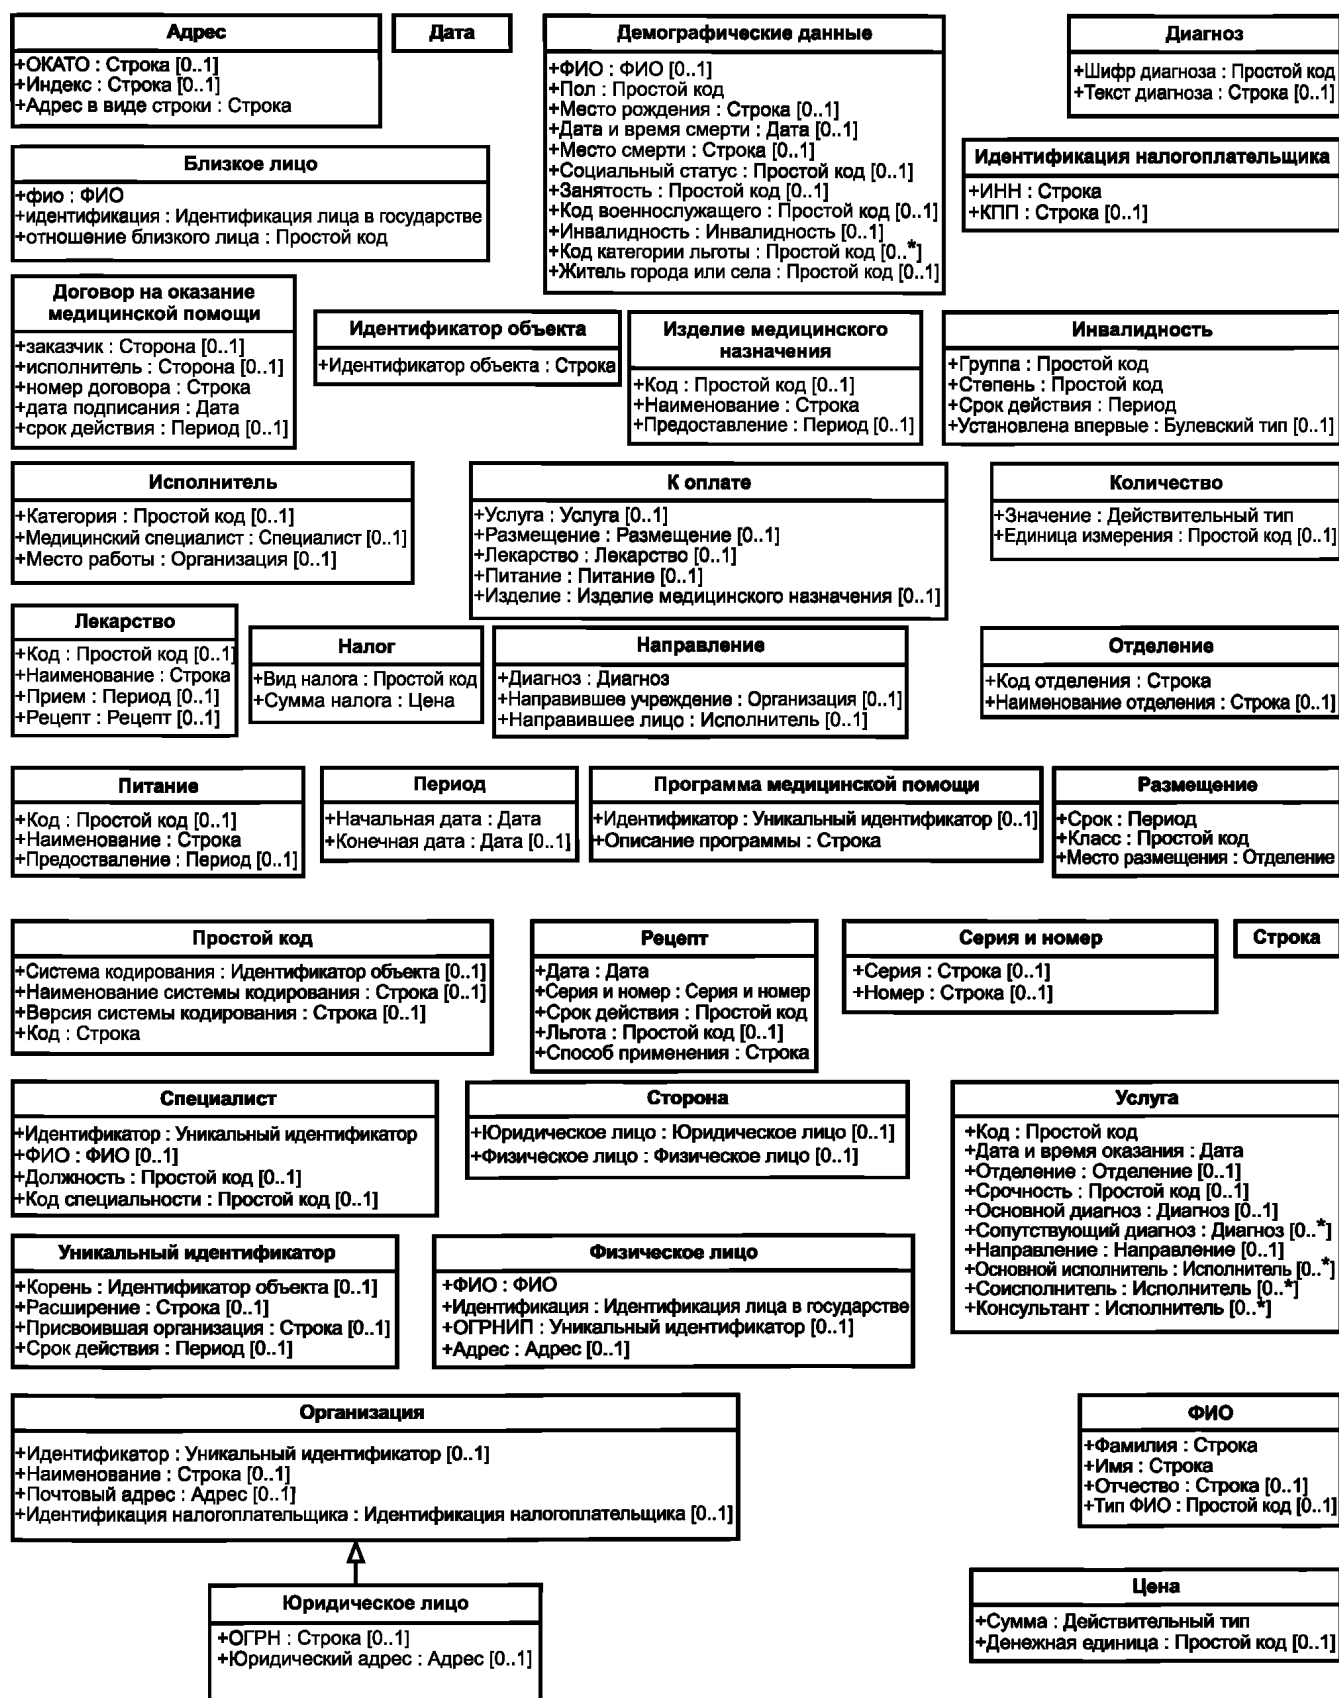 Адрес
+ОКАТО : Строка [0..1]
+Индекс : Строка [0..1]
+Адрес в виде строки : Строка
Дата
Демографические данные
+ФИО : ФИО [0..1]
+Пол : Простой код
+Место рождения : Строка [0..1]
+Дата и время смерти : Дата [0..1]
+Место смерти : Строка [0..1]
+Социальный статус : Простой код [0..1]
+Занятость : Простой код [0..1]
+Код военнослужащего : Простой код [0..1]
+Инвалидность : Инвалидность [0..1]
+Код категории льготы : Простой код [0..*]
+Житель города или села : Простой код [0..1]
Диагноз
+Шифр диагноза : Простой код
+Текст диагноза : Строка [0..1]
Близкое лицо
+фио : ФИО
+идентификация : Идентификация лица в государстве
+отношение близкого лица : Простой код
Идентификация налогоплательщика
+ИНН : Строка
+КПП : Строка [0..1]
Договор на оказание
медицинской помощи
+заказчик : Сторона [0..1]
+исполнитель : Сторона [0..1]
+номер договора : Строка
+дата подписания : Дата
+срок действия : Период [0..1]
Идентификатор объекта
+Идентификатор объекта : Строка
Изделие медицинского
назначения
+Код : Простой код [0..1]
+Наименование : Строка
+Предоставление : Период [0..1]
Инвалидность
+Группа : Простой код
+Степень : Простой код
+Срок действия : Период
+Установлена впервые : Булевский тип [0..1]
Исполнитель
+Категория : Простой код [0..1]
+Медицинский специалист : Специалист [0..1]
+Место работы : Организация [0..1]
К оплате
+Услуга : Услуга [0..1]
+Размещение : Размещение [0..1]
+Лекарство : Лекарство [0..1]
+Питание : Питание [0..1]
+Изделие : Изделие медицинского назначения [0..1]
Количество
+Значение : Действительный тип
+Единица измерения : Простой код [0..1]
Лекарство
+Код : Простой код [0..1]
+Наименование : Строка
+Прием : Период [0..1]
+Рецепт : Рецепт [0..1]
Налог
+Вид налога : Простой код
+Сумма налога : Цена
Направление
+Диагноз : Диагноз
+Направившее учреждение : Организация [0..1]
+Направившее лицо : Исполнитель [0..1]
Отделение
+Код отделения : Строка
+Наименование отделения : Строка [0..1]
Питание
+Код : Простой код [0..1]
+Наименование : Строка
+Предостваление : Период [0..1]
Период
+Начальная дата : Дата
+Конечная дата : Дата [0..1]
Программа медицинской помощи
+Идентификатор : Уникальный идентификатор [0..1]
+Описание программы : Строка
Размещение
+Срок : Период
+Класс : Простой код
+Место размещения : Отделение
Простой код
+Система кодирования : Идентификатор объекта [0..1]
+Наименование системы кодирования : Строка [0..1]
+Версия системы кодирования : Строка [0..1]
+Код : Строка
Рецепт
+Дата : Дата
+Серия и номер : Серия и номер
+Срок действия : Простой код
+Льгота : Простой код [0..1]
+Способ применения : Строка
Серия и номер
+Серия : Строка [0..1]
+Номер : Строка [0..1]
Строка
Специалист
+Идентификатор : Уникальный идентификатор
+ФИО : ФИО [0..1]
+Должность : Простой код [0..1]
+Код специальности : Простой код [0..1]
Сторона
+Юридическое лицо : Юридическое лицо [0..1]
+Физическое лицо : Физическое лицо [0..1]
Услуга
+Код : Простой код
+Дата и время оказания : Дата
+Отделение : Отделение [0..1]
+Срочность : Простой код [0..1]
+Основной диагноз : Диагноз [0..1]
+Сопутствующий диагноз : Диагноз [0..*]
+Направление : Направление [0..1]
+Основной исполнитель : Исполнитель [0..*]
+Соисполнитель : Исполнитель [0..*]
+Консультант : Исполнитель [0..*]
Уникальный идентификатор
+Корень : Идентификатор объекта [0..1]
+Расширение : Строка [0..1]
+Присвоившая организация : Строка [0..1]
+Срок действия : Период [0..1]
Физическое лицо
+ФИО : ФИО
+Идентификация : Идентификация лица в государстве
+ОГРНИП : Уникальный идентификатор [0..1]
+Адрес : Адрес [0..1]
Организация
+Идентификатор : Уникальный идентификатор [0..1]
+Наименование : Строка [0..1]
+Почтовый адрес : Адрес [0..1]
+Идентификация налогоплательщика : Идентификация налогоплательщика [0..1]
ФИО
+Фамилия : Строка
+Имя : Строка
+Отчество : Строка [0..1]
+Тип ФИО : Простой код [0..1]
Юридическое лицо
+ОГРН : Строка [0..1]
+Юридический адрес : Адрес [0..1]
Цена
+Сумма : Действительный тип
+Денежная единица : Простой код [0..1]